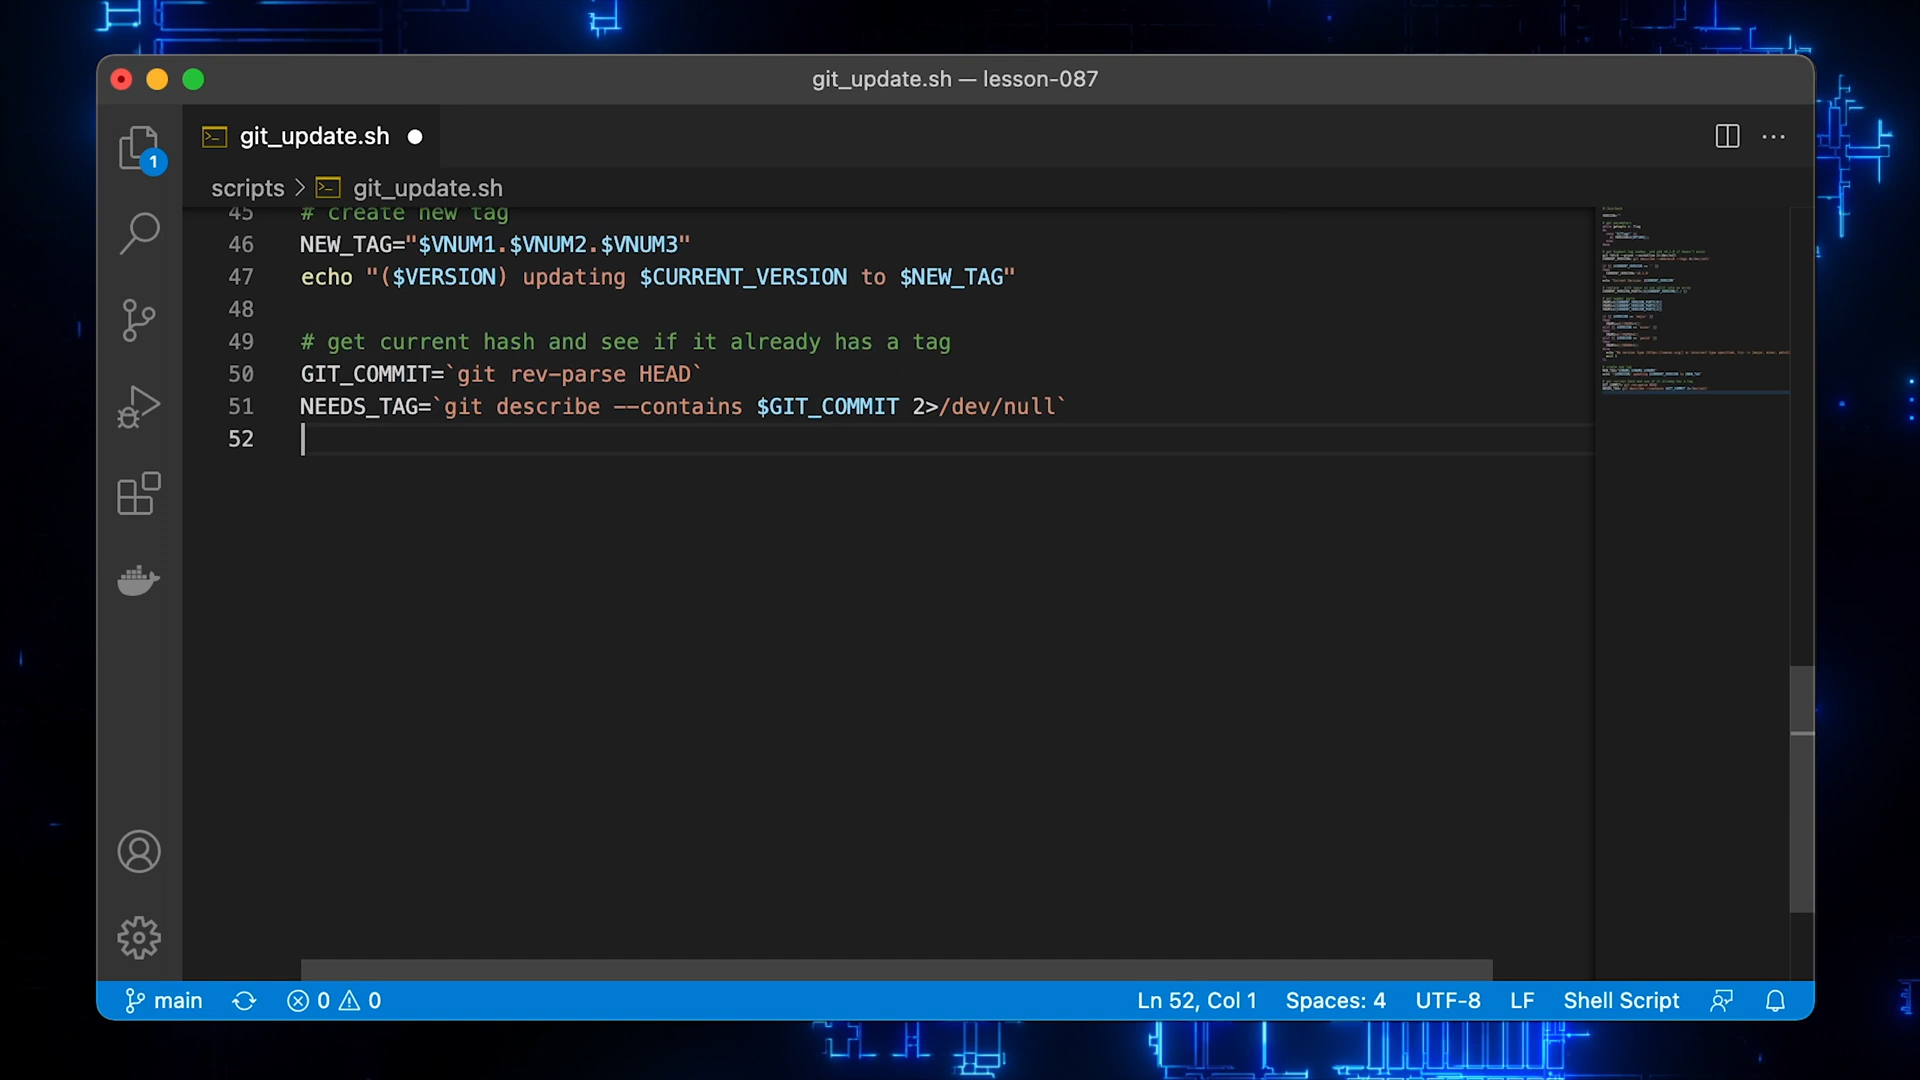 git_update.sh — lesson-087
git_update.sh
1
scripts > git_update.sh
45 # create new tag
46 NEW_TAG="$VNUM1.$VNUM2.$VNUM3"
47 echo "($VERSION) updating $CURRENT_VERSION to $NEW_TAG"
48
49 # get current hash and see if it already has a tag
50 GIT_COMMIT=`git rev-parse HEAD`
51 NEEDS_TAG=`git describe --contains $GIT_COMMIT 2>/dev/null`
52
main 0 0 Ln 52, Col 1 Spaces: 4 UTF-8 LF Shell Script